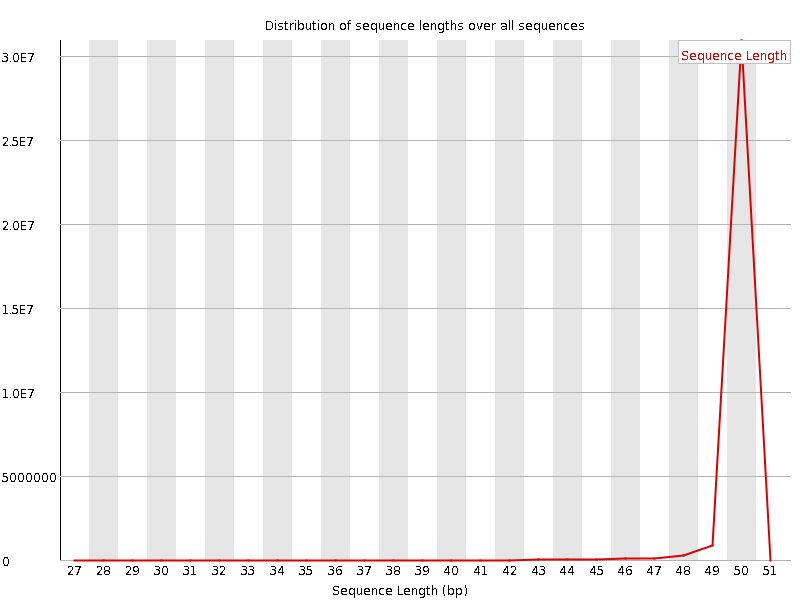 Distribution of sequence lengths over all sequences
Sequence Length
3.0E7
2.5E7
2.0E7
1.5E7
1.0E7
5000000
0
27 28 29 30 31 32 33 34 35 36 37 38 39 40 41 42 43 44 45 46 47 48 49 50 51
Sequence Length (bp)